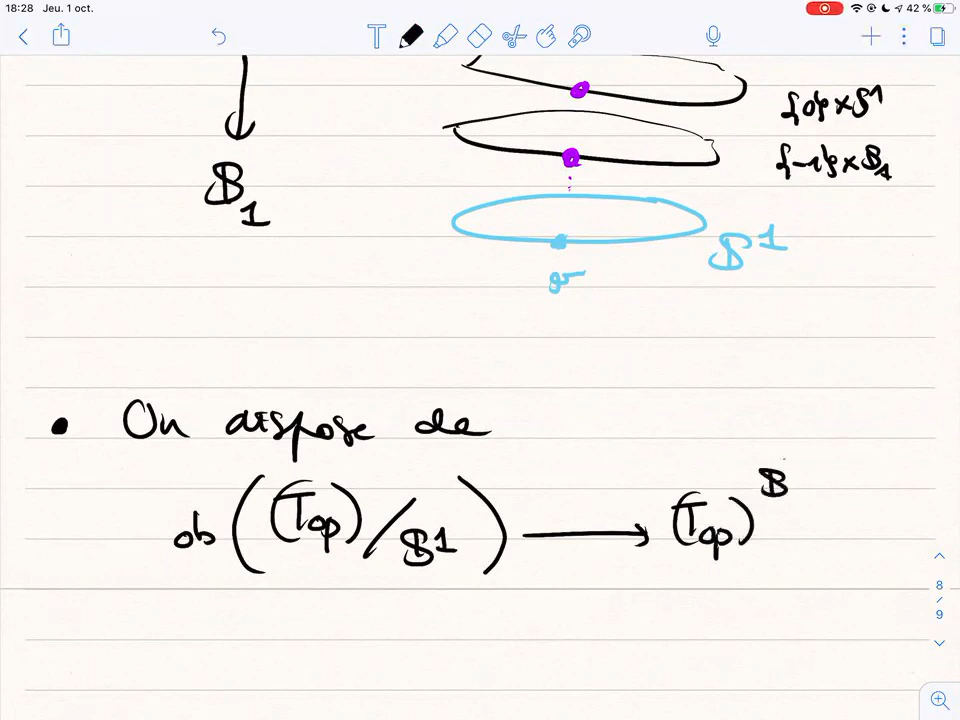 18:28 Jeu. 1 oct. 42 %
{0} × S¹
{-1} × S₁
S₁
S¹
x
• On dispose de
ob((Top)/S¹) → (Top)^S
8
/
9